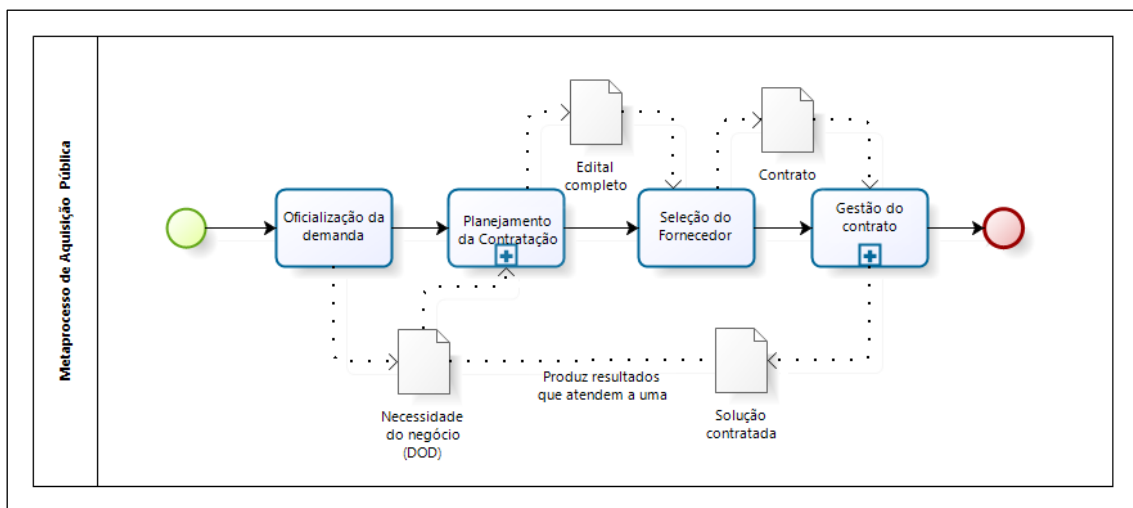 Metaprocesso de Aquisição Pública
Oficialização da
demanda
Planejamento
da Contratação
Edital
completo
Seleção do
Fornecedor
Contrato
Gestão do
contrato
Necessidade
do negócio
(DOD)
Produz resultados
que atendem a uma
Solução
contratada